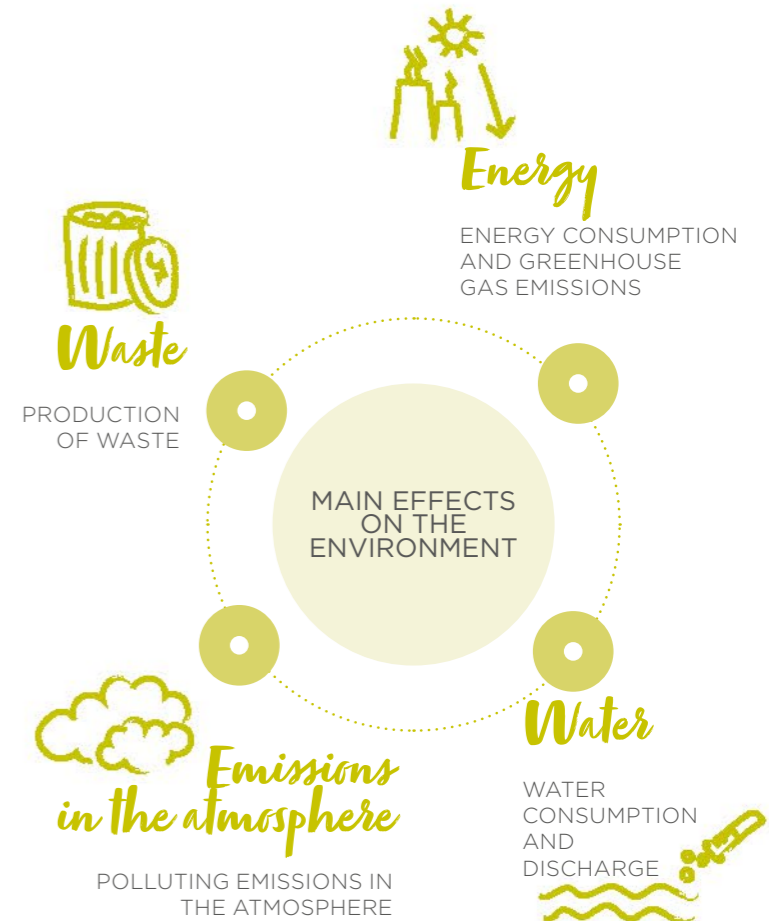 Energy
ENERGY CONSUMPTION
AND GREENHOUSE
GAS EMISSIONS
Waste
PRODUCTION
OF WASTE
MAIN EFFECTS
ON THE
ENVIRONMENT
Water
WATER
CONSUMPTION
AND
DISCHARGE
Emissions
in the atmosphere
POLLUTING EMISSIONS IN
THE ATMOSPHERE